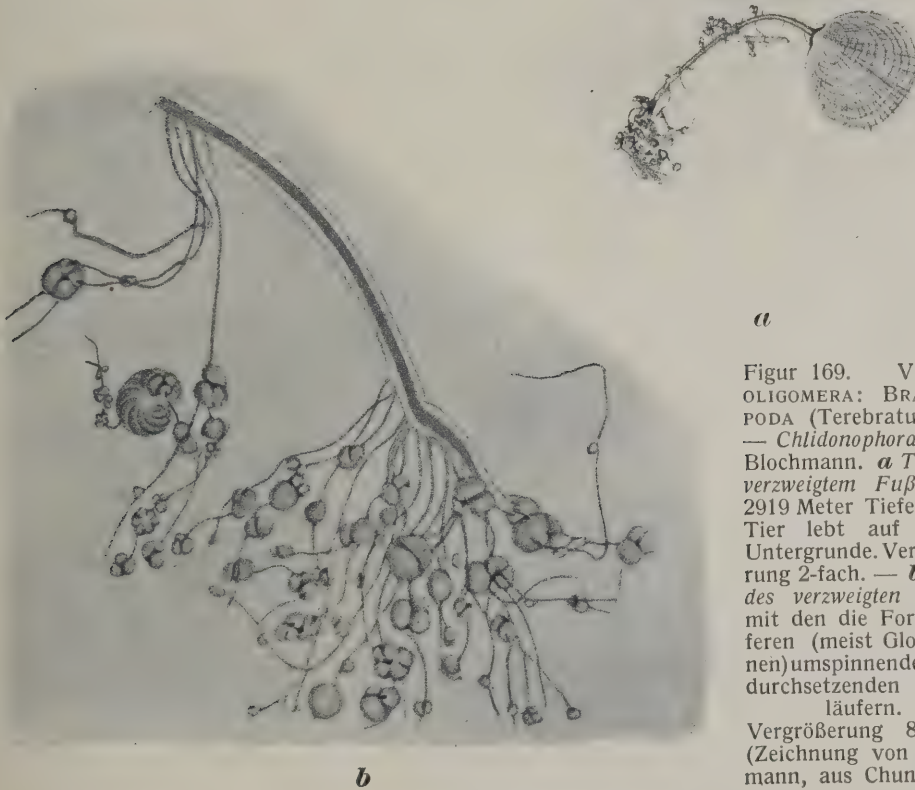 a
Figur 169. V
OLIGOMERA: BRA
PODA (Terebratu
— Chlidonophora
Blochmann. a T
verzweigtem Fuß
2919 Meter Tiefe
Tier lebt auf
Untergrunde. Ver
rung 2-fach. — b
des verzweigten
mit den die For
feren (meist Glo
nen) umspinnende
durchsetzenden
läufern.
Vergrößerung 8
(Zeichnung von
mann, aus Chun
b